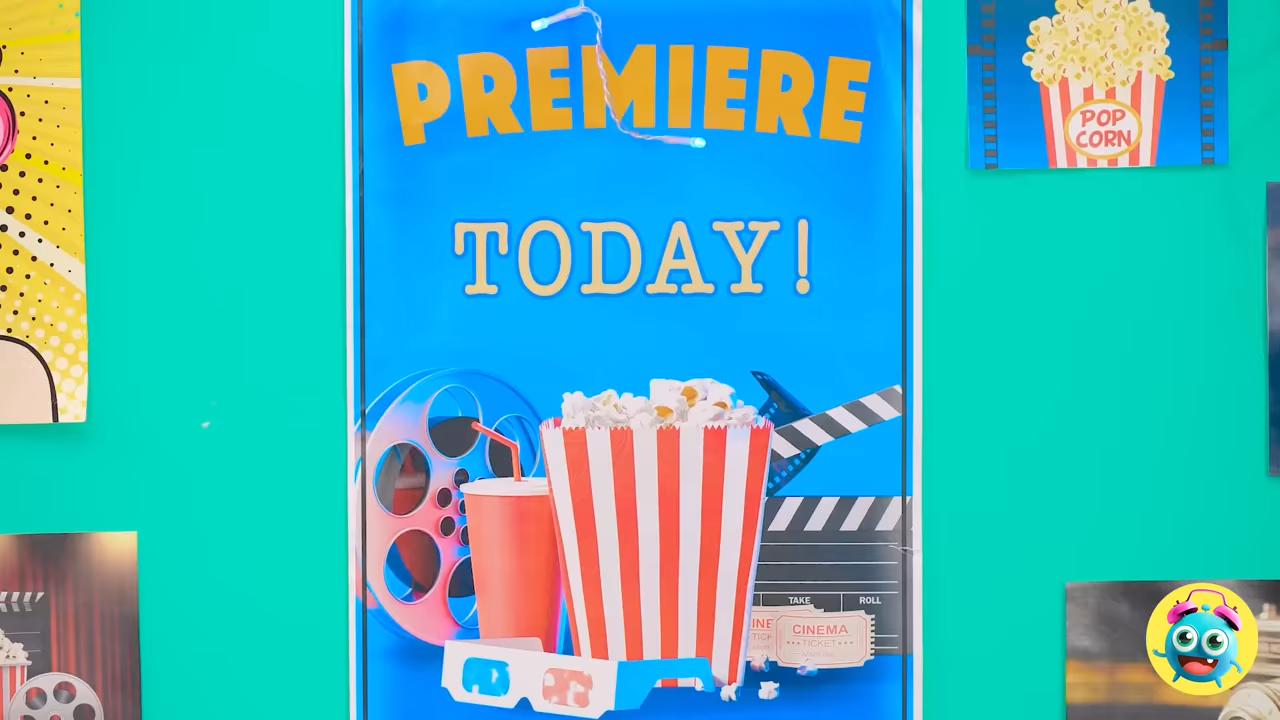 PREMIERE
TODAY!
POP
CORN
TAKE ROLL
CINEMA
TICKET